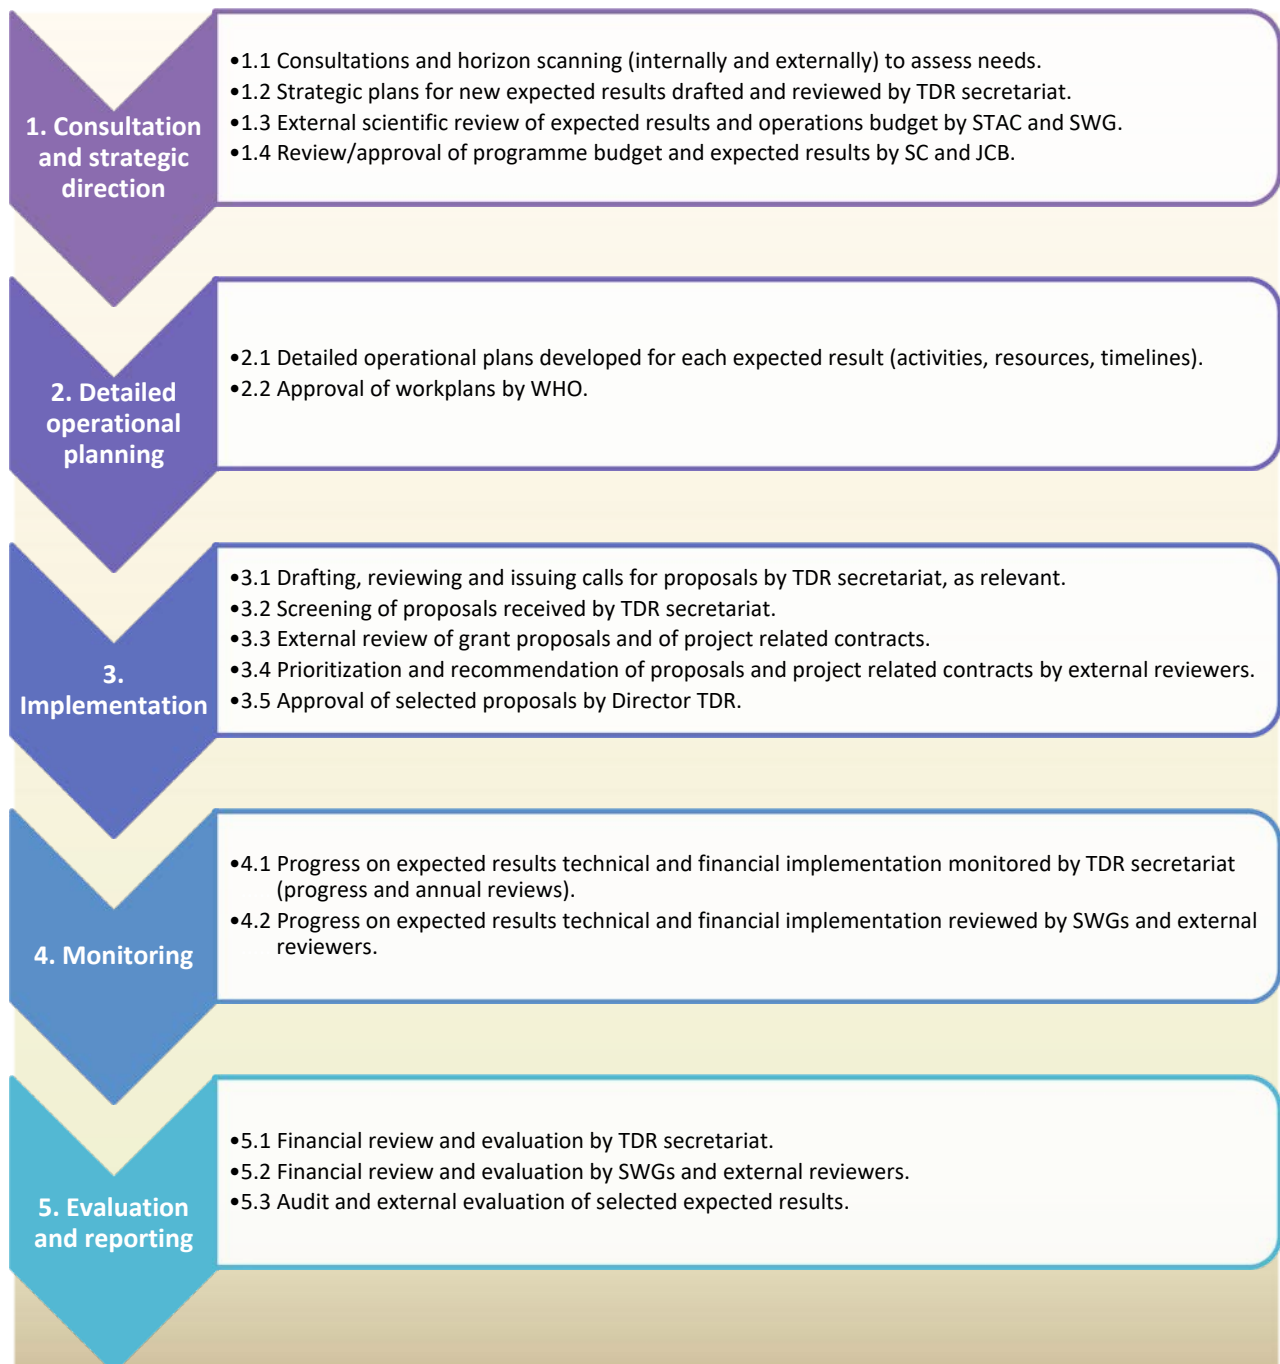 1. Consultation
and strategic
direction
•1.1 Consultations and horizon scanning (internally and externally) to assess needs.
•1.2 Strategic plans for new expected results drafted and reviewed by TDR secretariat.
•1.3 External scientific review of expected results and operations budget by STAC and SWG.
•1.4 Review/approval of programme budget and expected results by SC and JCB.
2. Detailed
operational
planning
•2.1 Detailed operational plans developed for each expected result (activities, resources, timelines).
•2.2 Approval of workplans by WHO.
3.
Implementation
•3.1 Drafting, reviewing and issuing calls for proposals by TDR secretariat, as relevant.
•3.2 Screening of proposals received by TDR secretariat.
•3.3 External review of grant proposals and of project related contracts.
•3.4 Prioritization and recommendation of proposals and project related contracts by external reviewers.
•3.5 Approval of selected proposals by Director TDR.
4. Monitoring
•4.1 Progress on expected results technical and financial implementation monitored by TDR secretariat
(progress and annual reviews).
•4.2 Progress on expected results technical and financial implementation reviewed by SWGs and external
reviewers.
5. Evaluation
and reporting
•5.1 Financial review and evaluation by TDR secretariat.
•5.2 Financial review and evaluation by SWGs and external reviewers.
•5.3 Audit and external evaluation of selected expected results.